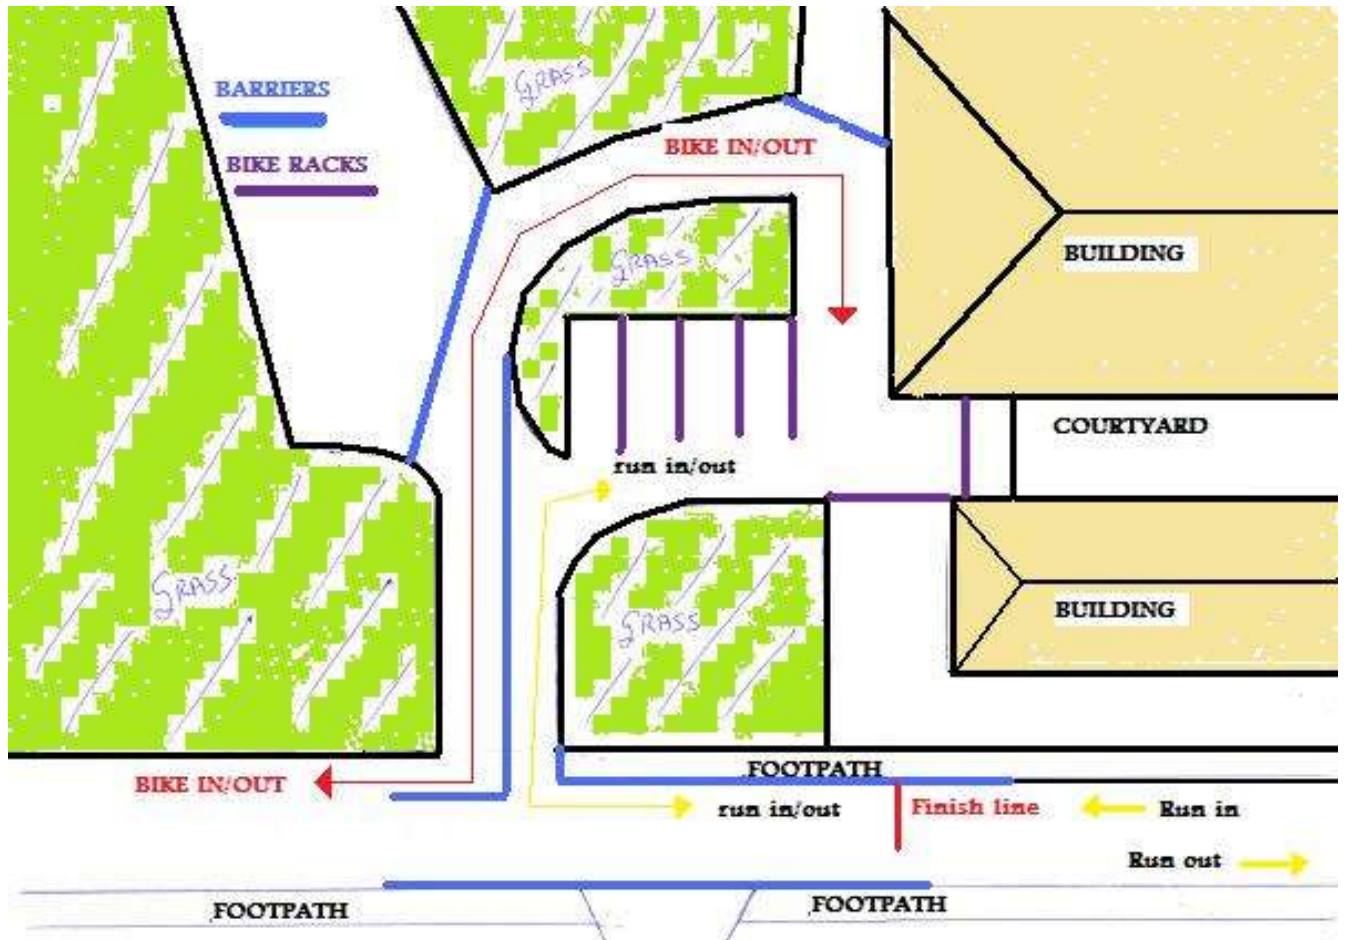 GRASS
BARRIERS
BIKE IN/OUT
BIKE RACKS
BUILDING
GRASS
COURTYARD
run in/out
GRASS
BUILDING
GRASS
FOOTPATH
BIKE IN/OUT
run in/out
Finish line
Run in
Run out
FOOTPATH
FOOTPATH